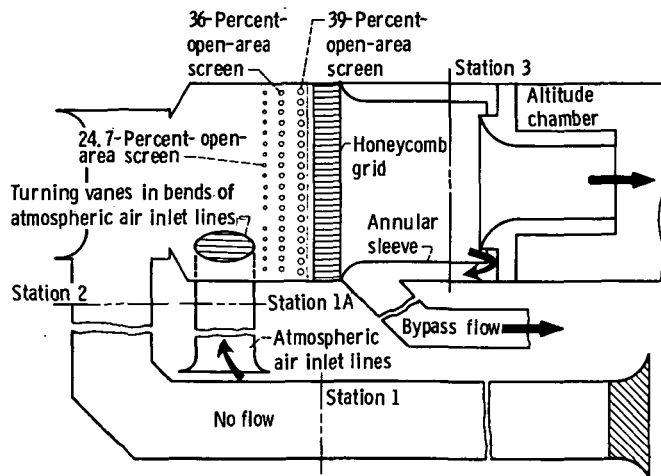 36-Percent-
open-area
screen
39-Percent-
open-area
screen
Station 3
Altitude
chamber
24.7-Percent-open-
area screen
Honeycomb
grid
Turning vanes in bends of
atmospheric air inlet lines
Annular
sleeve
Station 2
Station 1A
Bypass flow
Atmospheric
air inlet lines
Station 1
No flow